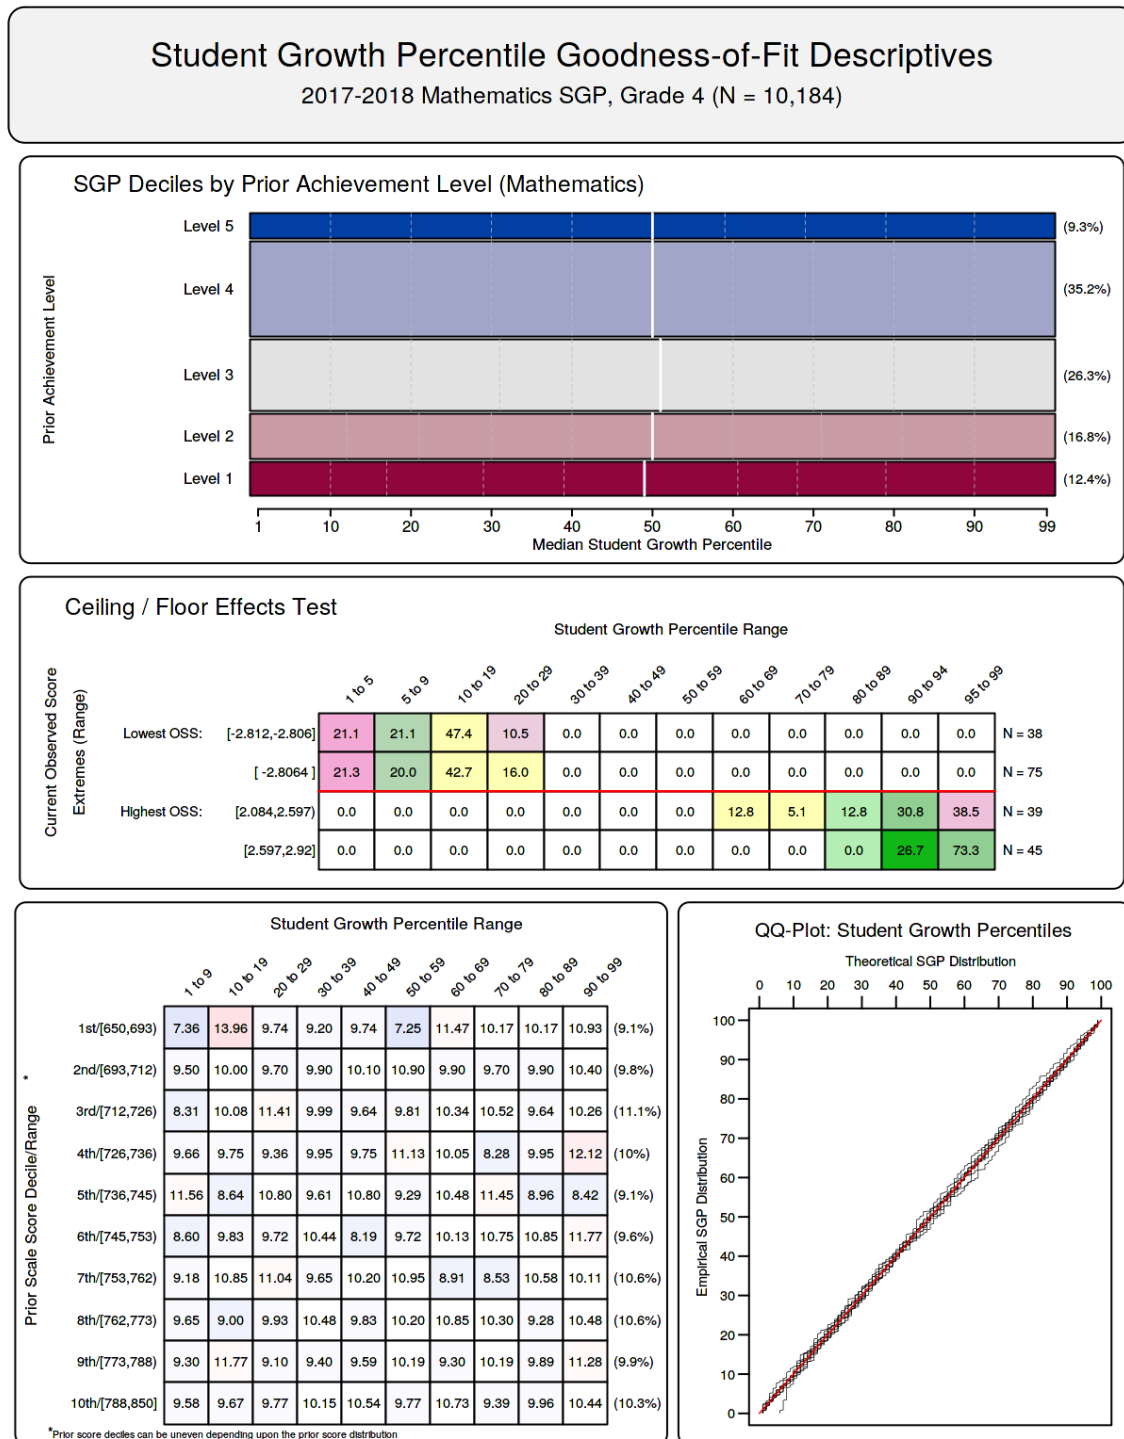 Student Growth Percentile Goodness-of-Fit Descriptives
2017-2018 Mathematics SGP, Grade 4 (N = 10,184)
SGP Deciles by Prior Achievement Level (Mathematics)
Prior Achievement Level
Level 5 (9.3%)
Level 4 (35.2%)
Level 3 (26.3%)
Level 2 (16.8%)
Level 1 (12.4%)
1 10 20 30 40 50 60 70 80 90 99
Median Student Growth Percentile
Ceiling / Floor Effects Test
Student Growth Percentile Range
Current Observed Score
Extremes (Range)
1 to 5 5 to 9 10 to 19 20 to 29 30 to 39 40 to 49 50 to 59 60 to 69 70 to 79 80 to 89 90 to 94 95 to 99
Lowest OSS: [-2.812,-2.806] 21.1 21.1 47.4 10.5 0.0 0.0 0.0 0.0 0.0 0.0 0.0 0.0 N = 38
[ -2.8064 ] 21.3 20.0 42.7 16.0 0.0 0.0 0.0 0.0 0.0 0.0 0.0 0.0 N = 75
Highest OSS: [2.084,2.597) 0.0 0.0 0.0 0.0 0.0 0.0 0.0 12.8 5.1 12.8 30.8 38.5 N = 39
[2.597,2.92] 0.0 0.0 0.0 0.0 0.0 0.0 0.0 0.0 0.0 0.0 26.7 73.3 N = 45
Student Growth Percentile Range
Prior Scale Score Decile/Range *
1 to 9 10 to 19 20 to 29 30 to 39 40 to 49 50 to 59 60 to 69 70 to 79 80 to 89 90 to 99
1st/[650,693) 7.36 13.96 9.74 9.20 9.74 7.25 11.47 10.17 10.17 10.93 (9.1%)
2nd/[693,712) 9.50 10.00 9.70 9.90 10.10 10.90 9.90 9.70 9.90 10.40 (9.8%)
3rd/[712,726) 8.31 10.08 11.41 9.99 9.64 9.81 10.34 10.52 9.64 10.26 (11.1%)
4th/[726,736) 9.66 9.75 9.36 9.95 9.75 11.13 10.05 8.28 9.95 12.12 (10%)
5th/[736,745) 11.56 8.64 10.80 9.61 10.80 9.29 10.48 11.45 8.96 8.42 (9.1%)
6th/[745,753) 8.60 9.83 9.72 10.44 8.19 9.72 10.13 10.75 10.85 11.77 (9.6%)
7th/[753,762) 9.18 10.85 11.04 9.65 10.20 10.95 8.91 8.53 10.58 10.11 (10.6%)
8th/[762,773) 9.65 9.00 9.93 10.48 9.83 10.20 10.85 10.30 9.28 10.48 (10.6%)
9th/[773,788) 9.30 11.77 9.10 9.40 9.59 10.19 9.30 10.19 9.89 11.28 (9.9%)
10th/[788,850] 9.58 9.67 9.77 10.15 10.54 9.77 10.73 9.39 9.96 10.44 (10.3%)
*Prior score deciles can be uneven depending upon the prior score distribution
QQ-Plot: Student Growth Percentiles
Theoretical SGP Distribution
0 10 20 30 40 50 60 70 80 90 100
Empirical SGP Distribution
100
90
80
70
60
50
40
30
20
10
0